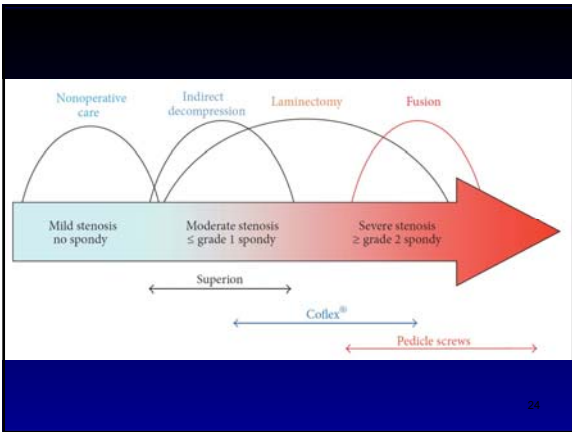 Nonoperative
care
Indirect
decompression
Laminectomy
Fusion
Mild stenosis
no spondy
Moderate stenosis
≤ grade 1 spondy
Severe stenosis
≥ grade 2 spondy
Superion
Coflex®
Pedicle screws
24